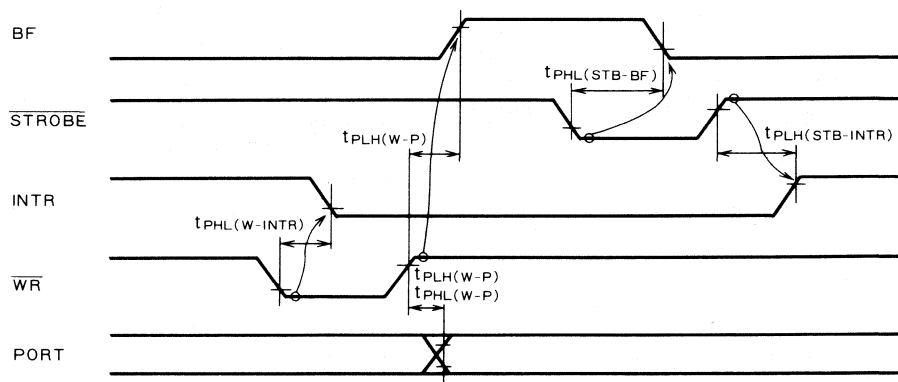 BF
tPHL(STB-BF)
STROBE
tPLH(W-P)
tPLH(STB-INTR)
INTR
tPHL(W-INTR)
WR
tPLH(W-P)
tPHL(W-P)
PORT